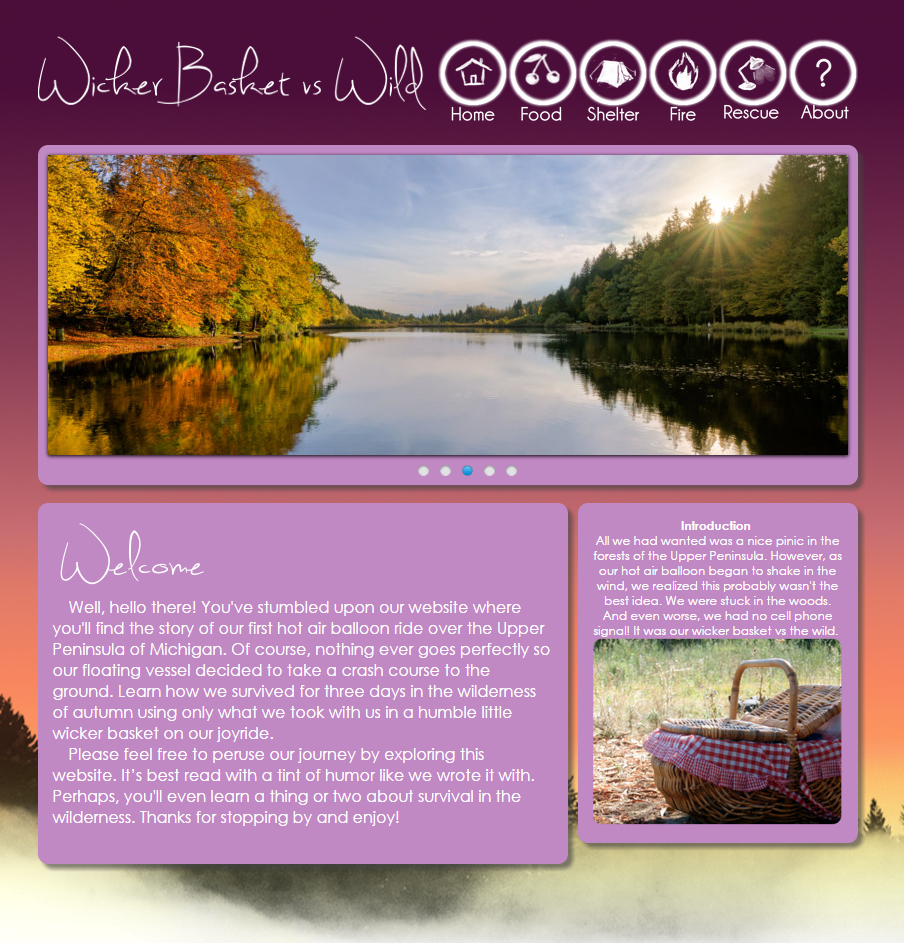 Wicker Basket vs Wild
Home Food Shelter Fire Rescue About
?
Welcome
Well, hello there! You've stumbled upon our website where
you'll find the story of our first hot air balloon ride over the Upper
Peninsula of Michigan. Of course, nothing ever goes perfectly so
our floating vessel decided to take a crash course to the
ground. Learn how we survived for three days in the wilderness
of autumn using only what we took with us in a humble little
wicker basket on our joyride.
Please feel free to peruse our journey by exploring this
website. It's best read with a tint of humor like we wrote it with.
Perhaps, you'll even learn a thing or two about survival in the
wilderness. Thanks for stopping by and enjoy!
Introduction
All we had wanted was a nice pinic in the
forests of the Upper Peninsula. However, as
our hot air balloon began to shake in the
wind, we realized this probably wasn't the
best idea. We were stuck in the woods.
And even worse, we had no cell phone
signal! It was our wicker basket vs the wild.